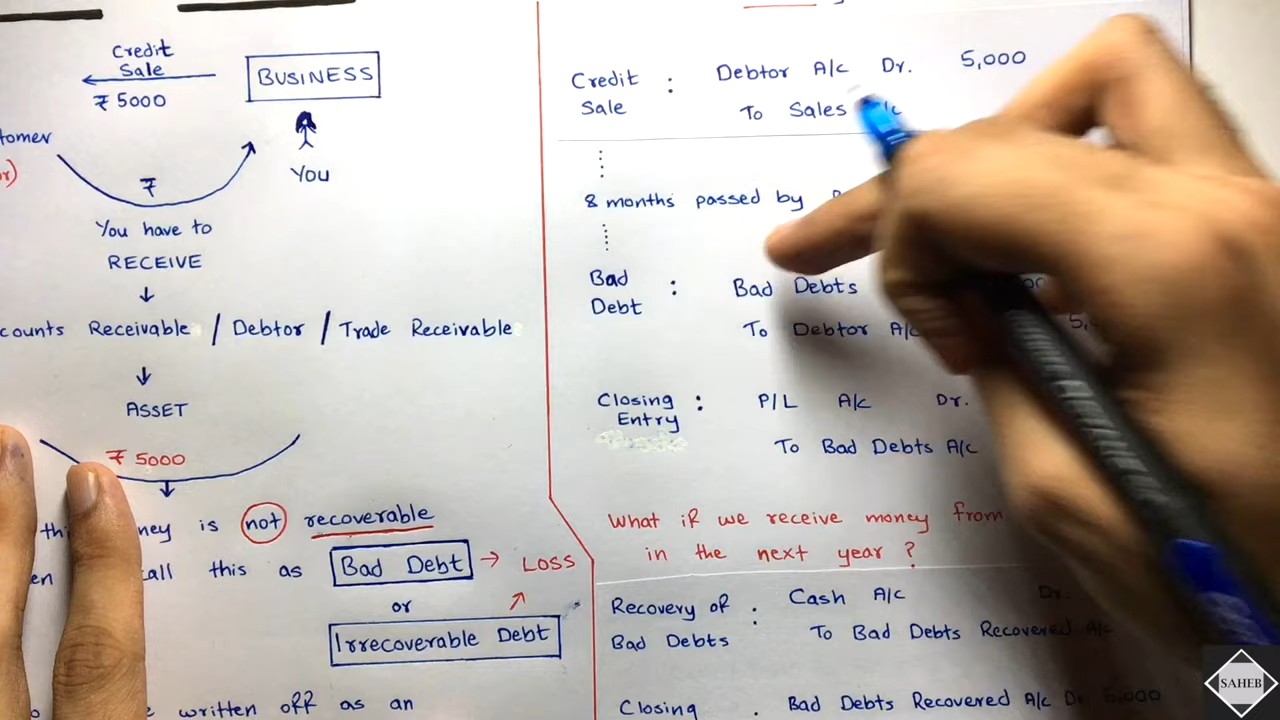 Credit
Sale
₹ 5000
BUSINESS
You
₹
You have to
RECEIVE
Receivable / Debtor / Trade Receivable
ASSET
₹ 5000
is not recoverable
this as Bad Debt → LOSS
or
Irrecoverable Debt
written off as an
Credit Sale : Debtor A/c Dr. 5,000
To Sales
8 months passed by
Bad Debt : Bad Debts
To Debtor A/c
Closing Entry : P/L A/c Dr.
To Bad Debts A/c
What if we receive money from
in the next year ?
Recovery of Bad Debts : Cash A/c Dr.
To Bad Debts Recovered A/c
Closing : Bad Debts Recovered A/c Dr 5,000
SAHEB